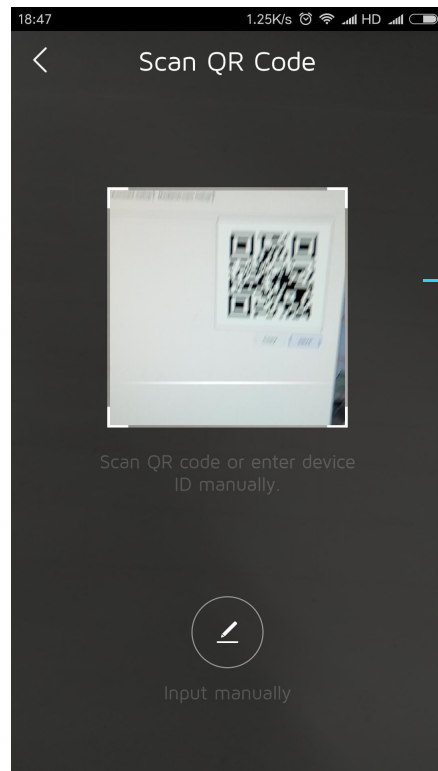 18:47 1.25K/s HD
Scan QR Code
Scan QR code or enter device
ID manually.
Input manually